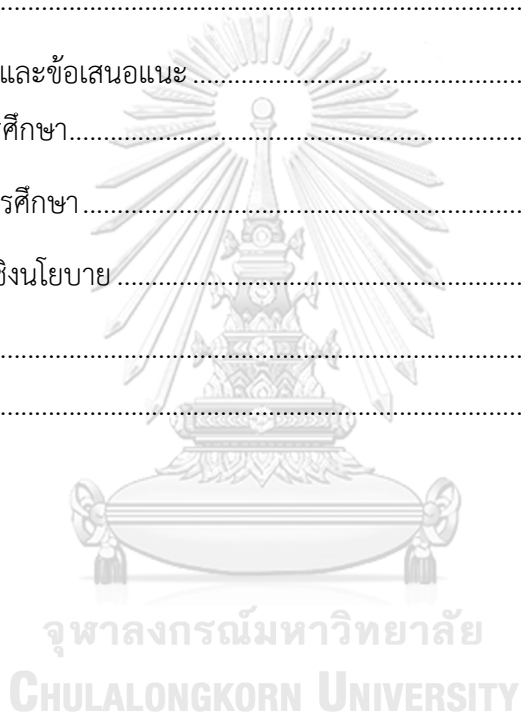 ........................................................................
และข้อเสนอแนะ ..............................................
ศึกษา................................................................
รศึกษา..............................................................
ชิงนโยบาย .........................................................
........................................................................
........................................................................
จุฬาลงกรณ์มหาวิทยาลัย
CHULALONGKORN UNIVERSITY